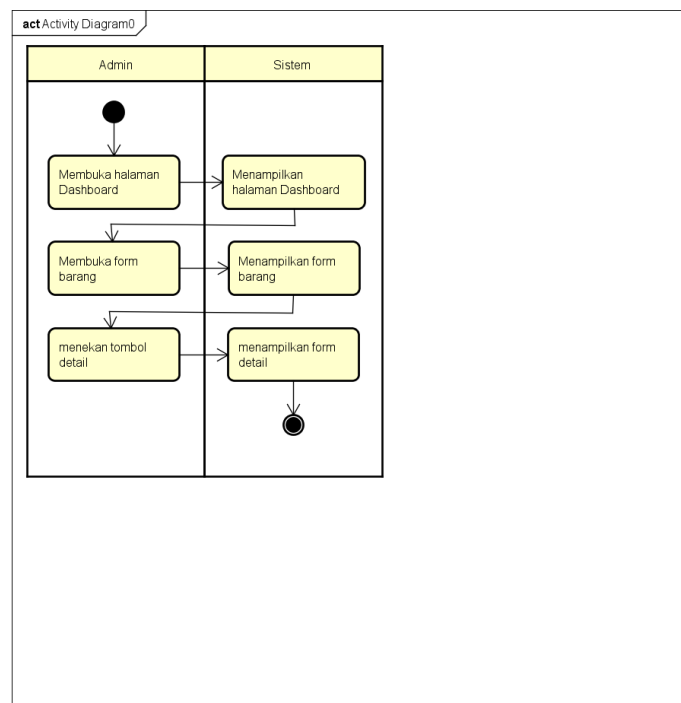 act Activity Diagram0
Admin
Sistem
Membuka halaman
Dashboard
Menampilkan
halaman Dashboard
Membuka form
barang
Menampilkan form
barang
menekan tombol
detail
menampilkan form
detail